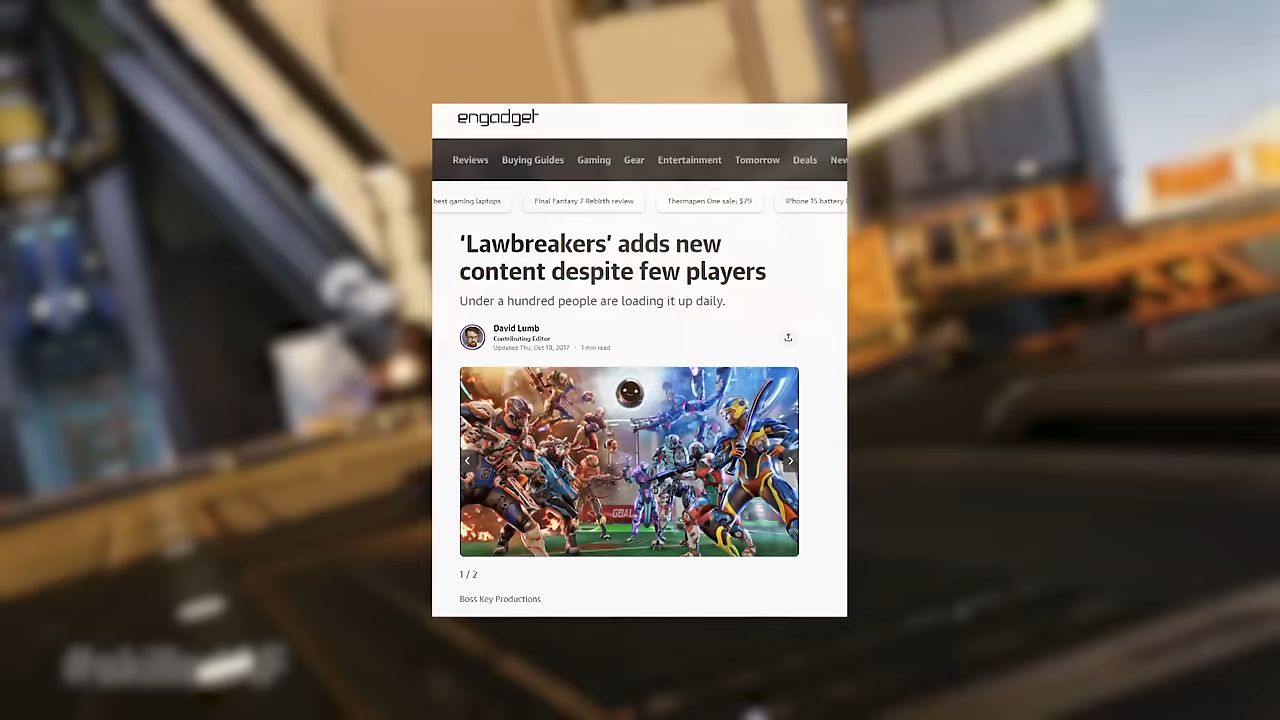 engadget
Reviews Buying Guides Gaming Gear Entertainment Tomorrow Deals New
best gaming laptops Final Fantasy 7 Rebirth review Thermapen One sale: $79 iPhone 15 battery
'Lawbreakers' adds new
content despite few players
Under a hundred people are loading it up daily.
David Lumb
Contributing Editor
Updated Thu, Oct 19, 2017 · 1 min read
GBAL
1 / 2
Boss Key Productions